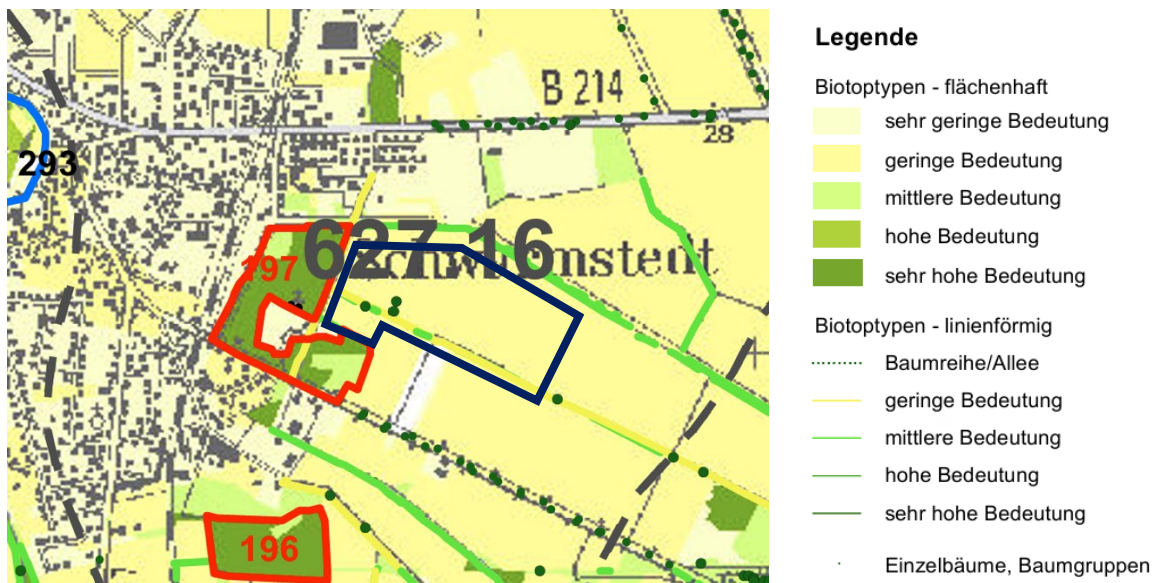 B 214
28
293
627 16
197
196
Legende
Biotoptypen - flächenhaft
sehr geringe Bedeutung
geringe Bedeutung
mittlere Bedeutung
hohe Bedeutung
sehr hohe Bedeutung
Biotoptypen - linienförmig
Baumreihe/Allee
geringe Bedeutung
mittlere Bedeutung
hohe Bedeutung
sehr hohe Bedeutung
Einzelbäume, Baumgruppen